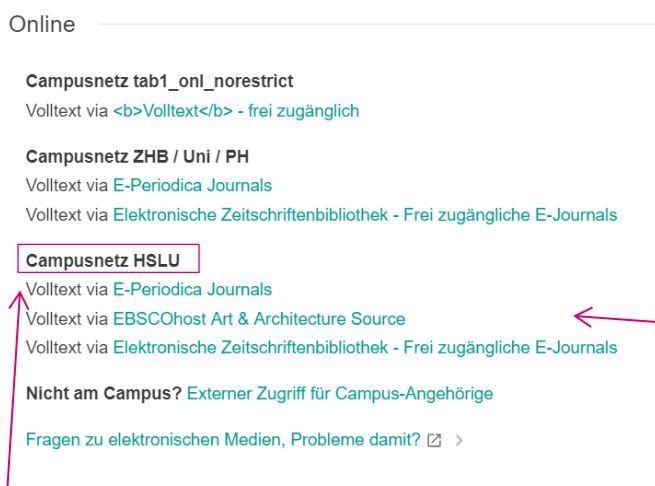 Online
Campusnetz tab1_onl_norestrict
Volltext via <b>Volltext</b> - frei zugänglich
Campusnetz ZHB / Uni / PH
Volltext via E-Periodica Journals
Volltext via Elektronische Zeitschriftenbibliothek - Frei zugängliche E-Journals
Campusnetz HSLU
Volltext via E-Periodica Journals
Volltext via EBSCOhost Art & Architecture Source
Volltext via Elektronische Zeitschriftenbibliothek - Frei zugängliche E-Journals
Nicht am Campus? Externer Zugriff für Campus-Angehörige
Fragen zu elektronischen Medien, Probleme damit?